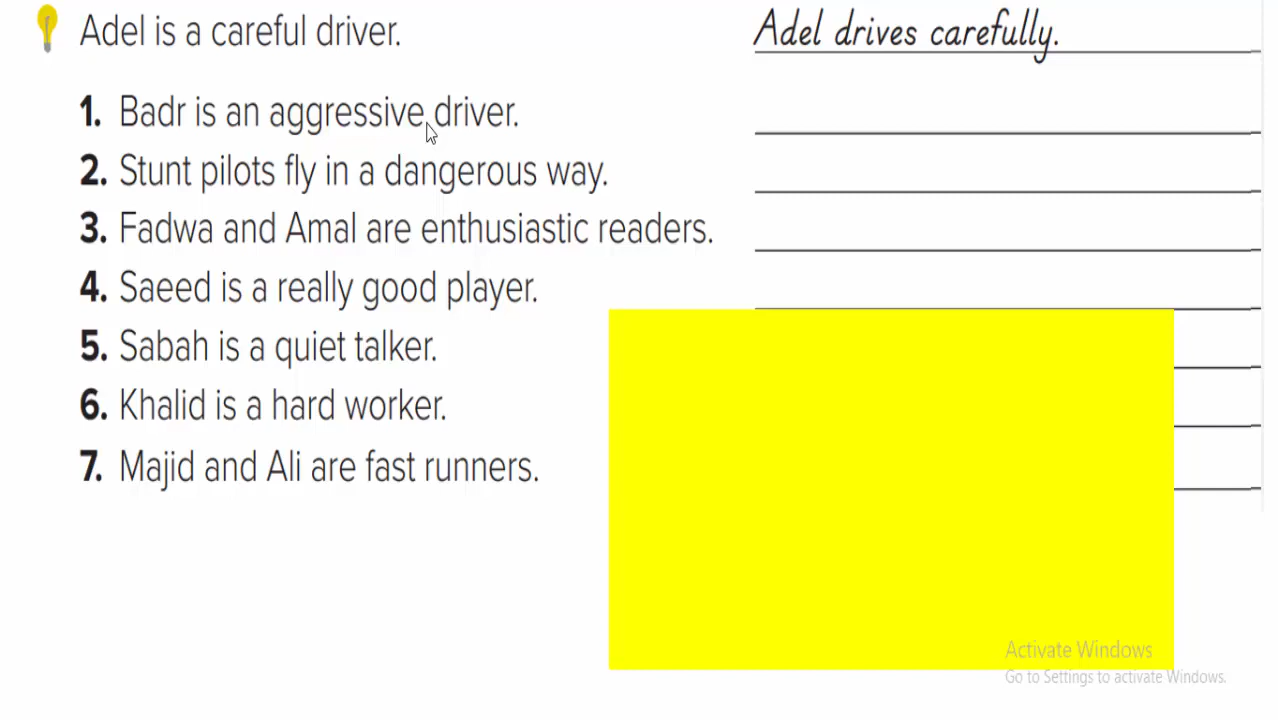 Adel is a careful driver. Adel drives carefully.
1. Badr is an aggressive driver.
2. Stunt pilots fly in a dangerous way.
3. Fadwa and Amal are enthusiastic readers.
4. Saeed is a really good player.
5. Sabah is a quiet talker.
6. Khalid is a hard worker.
7. Majid and Ali are fast runners.
Activate Windows
Go to Settings to activate Windows.